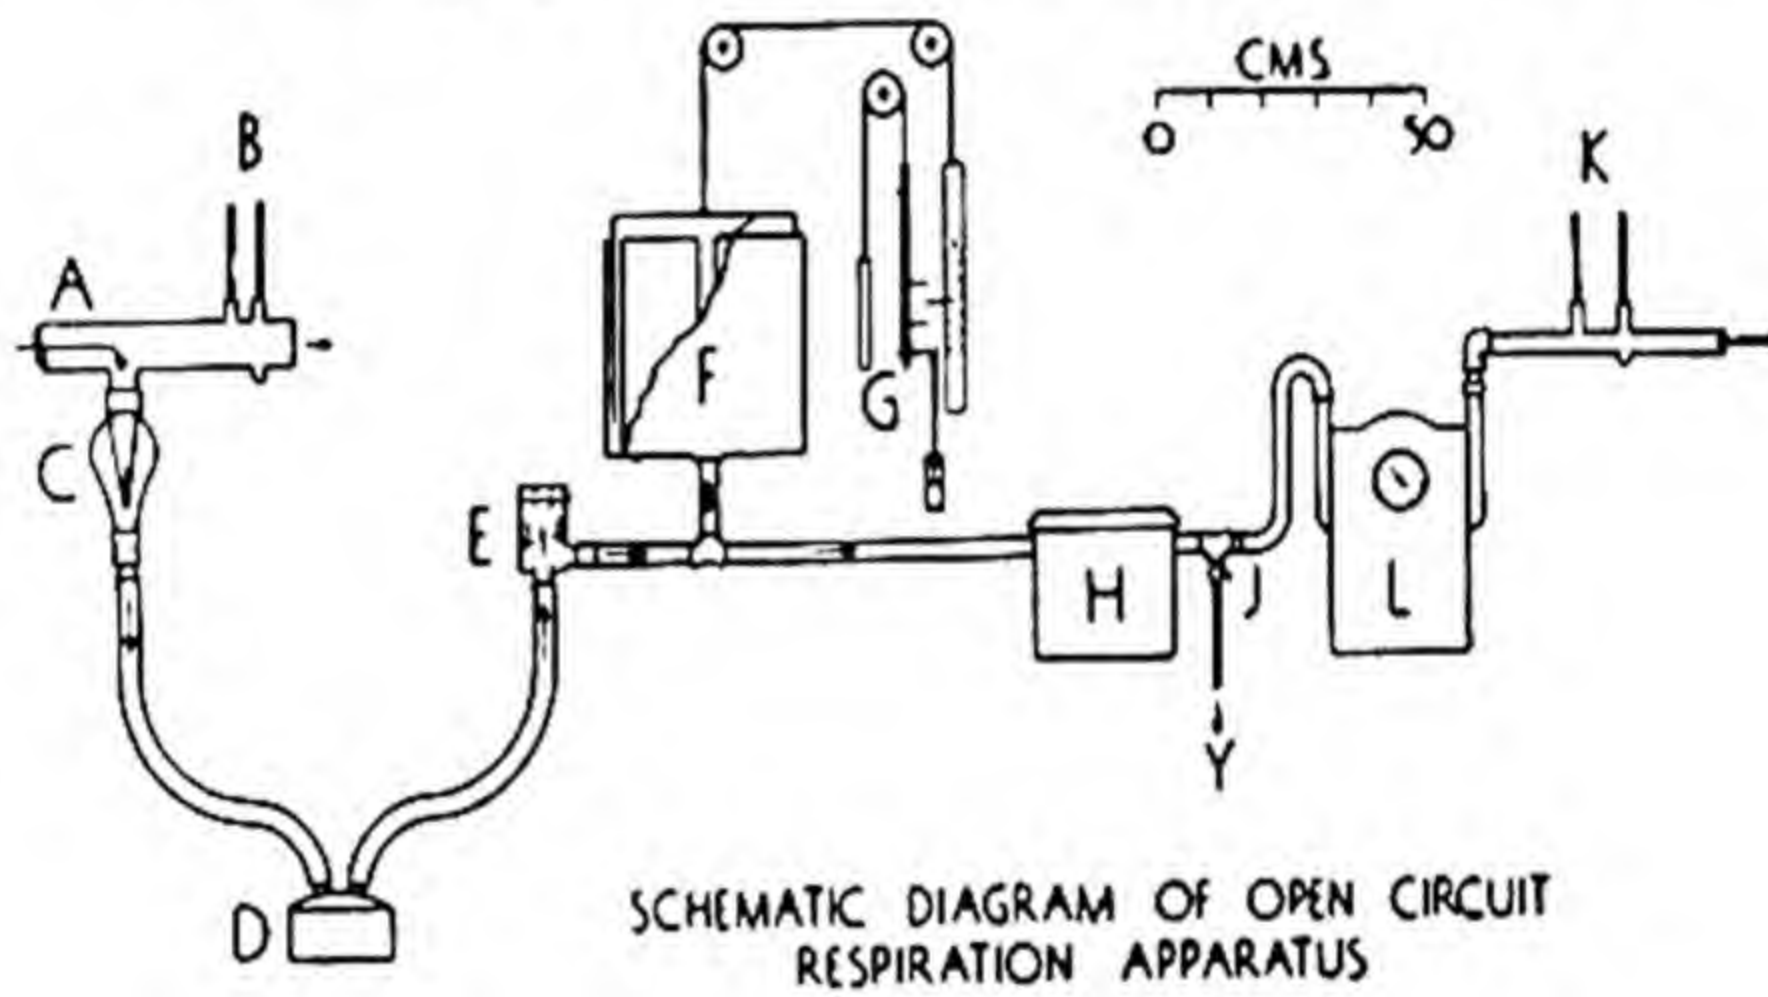 CMS
0 50
B
K
A
F
G
C
E
H
J
L
Y
D
SCHEMATIC DIAGRAM OF OPEN CIRCUIT
RESPIRATION APPARATUS